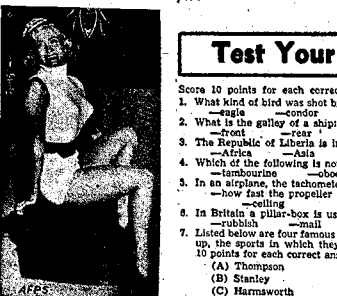 AFPS
Test Your
Score 10 points for each correc
1. What kind of bird was shot b
—eagle —condor
2. What is the galley of a ship:
—front —rear
3. The Republic of Liberia is i
—Africa —Asia
4. Which of the following is no
—tambourine —obo
5. In an airplane, the tachomete
—how fast the propeller
—ceiling
6. In Britain a pillar-box is us
—rubbish —mail
7. Listed below are four famous
up, the sports in which they
10 points for each correct an
(A) Thompson
(B) Stanley
(C) Harmsworth